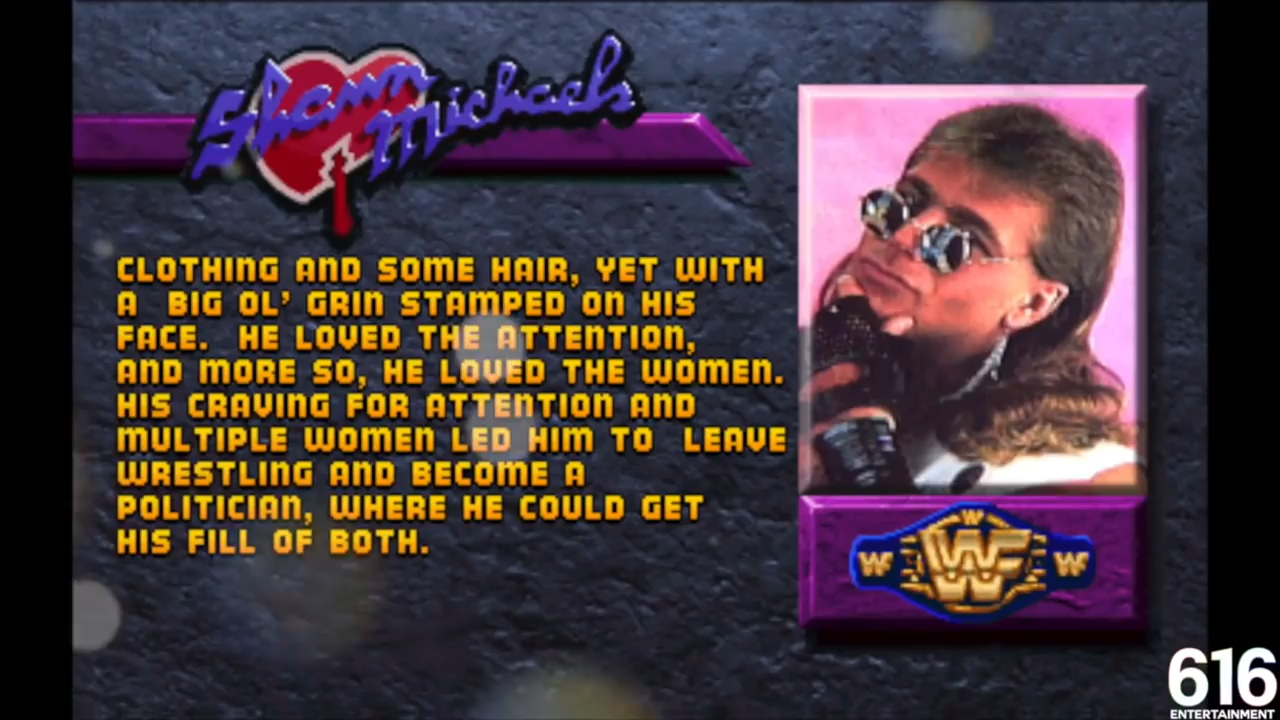 Shawn
Michaels
CLOTHING AND SOME HAIR, YET WITH
A BIG OL' GRIN STAMPED ON HIS
FACE. HE LOVED THE ATTENTION,
AND MORE SO, HE LOVED THE WOMEN.
HIS CRAVING FOR ATTENTION AND
MULTIPLE WOMEN LED HIM TO LEAVE
WRESTLING AND BECOME A
POLITICIAN, WHERE HE COULD GET
HIS FILL OF BOTH.
W
WF WWF WF
616
ENTERTAINMENT